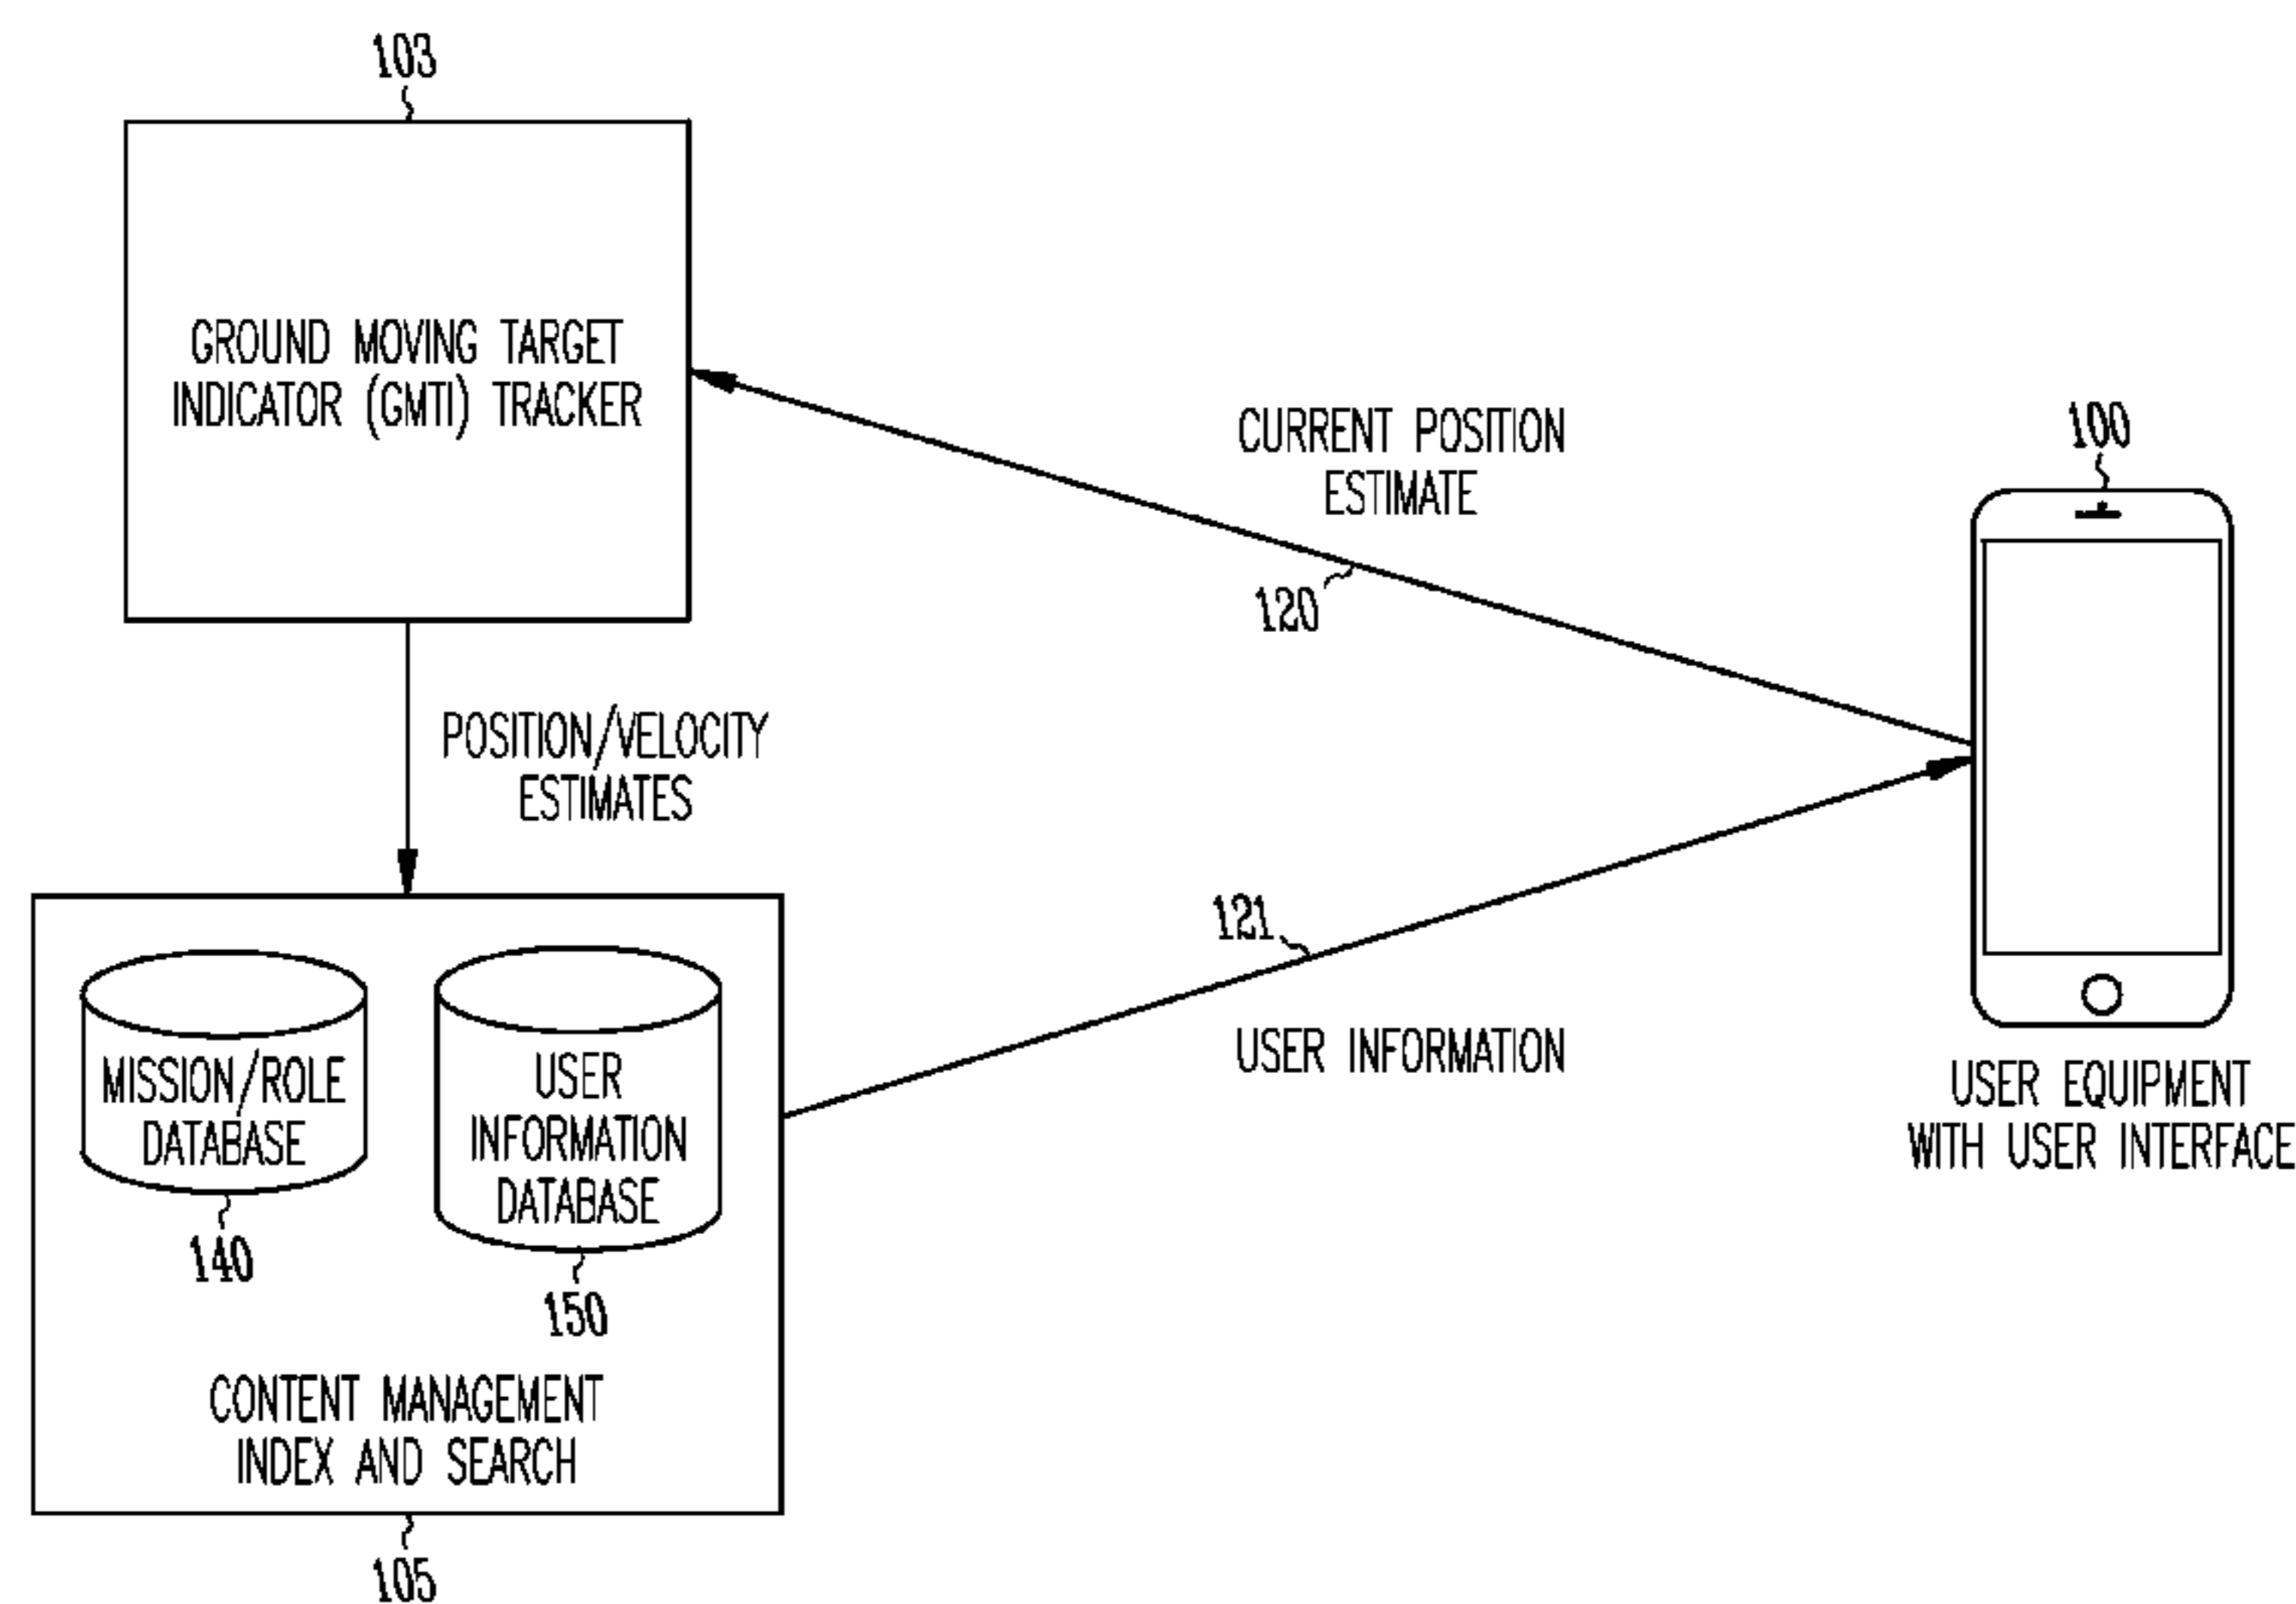 103
GROUND MOVING TARGET
INDICATOR (GMTI) TRACKER
CURRENT POSITION
ESTIMATE
100
120
POSITION/VELOCITY
ESTIMATES
121
USER INFORMATION
USER EQUIPMENT
WITH USER INTERFACE
MISSION/ROLE
DATABASE
140
USER
INFORMATION
DATABASE
150
CONTENT MANAGEMENT
INDEX AND SEARCH
105